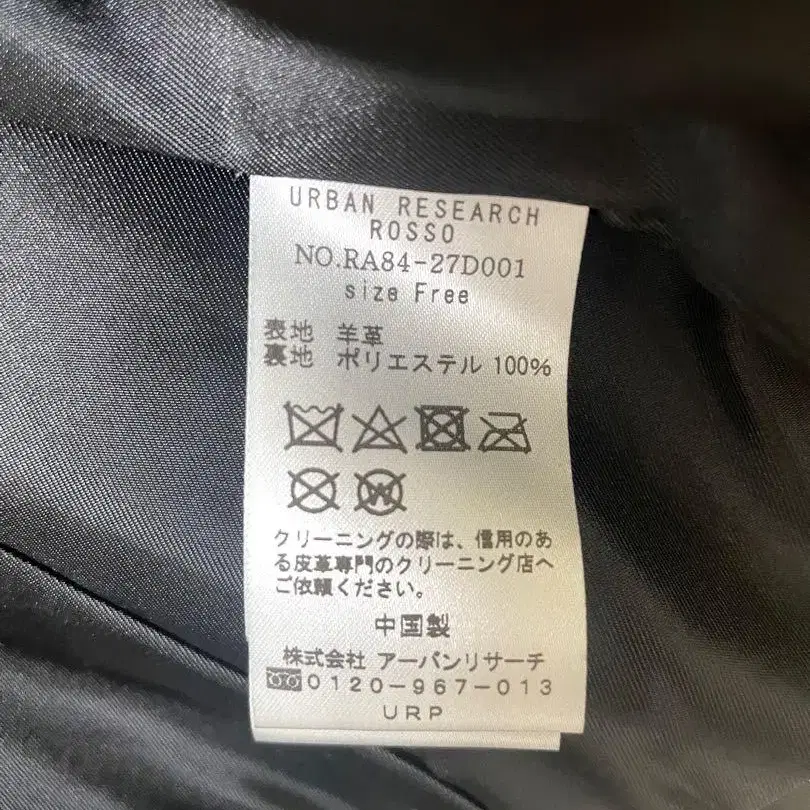 URBAN RESEARCH
ROSSO
NO.RA84-27D001
size Free
表地 羊革
裏地 ポリエステル 100%
クリーニングの際は、信用のあ
る皮革専門のクリーニング店へ
ご依頼ください。
中国製
株式会社 アーバンリサーチ
0120-967-013
URP